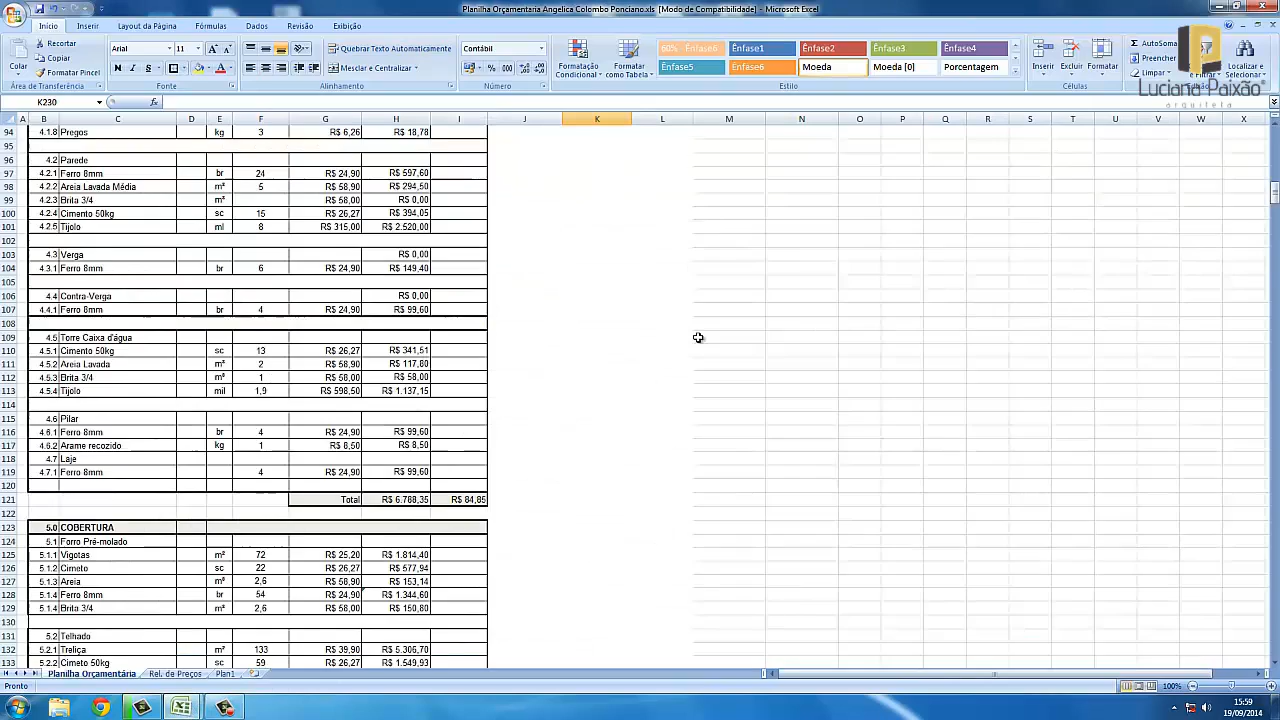 Planilha Orçamentaria Angelica Colombo Ponciano.xls [Modo de Compatibilidade] - Microsoft Excel
Início Inserir Layout da Página Fórmulas Dados Revisão Exibição
Recortar Copiar Formatar Pincel Colar Área de Transferência
Arial 11 N I S Fonte
Quebrar Texto Automaticamente Mesclar e Centralizar Alinhamento
Contábil % 000 Número
Formatação Condicional Formatar como Tabela
60% - Ênfase6 Ênfase1 Ênfase2 Ênfase3 Ênfase4
Ênfase5 Ênfase6 Moeda Moeda [0] Porcentagem
Estilo
Inserir Excluir Formatar Células
AutoSoma Preencher Limpar Localizar e Selecionar
Luciana Paixão
arquiteta
K230 fx
B C D E F G H I J K L M N O P Q R S T U V W X
94 4.1.8 Pregos kg 3 R$ 6,26 R$ 18,78
95
96 4.2 Parede
97 4.2.1 Ferro 8mm br 24 R$ 24,90 R$ 597,60
98 4.2.2 Areia Lavada Média m³ 5 R$ 58,90 R$ 294,50
99 4.2.3 Brita 3/4 m³ R$ 58,00 R$ 0,00
100 4.2.4 Cimento 50kg sc 15 R$ 26,27 R$ 394,05
101 4.2.5 Tijolo ml 8 R$ 315,00 R$ 2.520,00
102
103 4.3 Verga R$ 0,00
104 4.3.1 Ferro 8mm br 6 R$ 24,90 R$ 149,40
105
106 4.4 Contra-Verga R$ 0,00
107 4.4.1 Ferro 8mm br 4 R$ 24,90 R$ 99,60
108
109 4.5 Torre Caixa d'água
110 4.5.1 Cimento 50kg sc 13 R$ 26,27 R$ 341,51
111 4.5.2 Areia Lavada m³ 2 R$ 58,90 R$ 117,80
112 4.5.3 Brita 3/4 m³ 1 R$ 58,00 R$ 58,00
113 4.5.4 Tijolo mil 1,9 R$ 598,50 R$ 1.137,15
114
115 4.6 Pilar
116 4.6.1 Ferro 8mm br 4 R$ 24,90 R$ 99,60
117 4.6.2 Arame recozido kg 1 R$ 8,50 R$ 8,50
118 4.7 Laje
119 4.7.1 Ferro 8mm 4 R$ 24,90 R$ 99,60
120
121 Total R$ 6.788,35 R$ 84,85
122
123 5.0 COBERTURA
124 5.1 Forro Pré-molado
125 5.1.1 Vigotas m² 72 R$ 25,20 R$ 1.814,40
126 5.1.2 Cimeto sc 22 R$ 26,27 R$ 577,94
127 5.1.3 Areia m³ 2,6 R$ 58,90 R$ 153,14
128 5.1.4 Ferro 8mm br 54 R$ 24,90 R$ 1.344,60
129 5.1.4 Brita 3/4 m³ 2,6 R$ 58,00 R$ 150,80
130
131 5.2 Telhado
132 5.2.1 Treliça m² 133 R$ 39,90 R$ 5.306,70
133 5.2.2 Cimeto 50kg sc 59 R$ 26,27 R$ 1.549,93
Planilha Orçamentária Rel. de Preços Plan1
Pronto 100%
15:59
19/09/2014